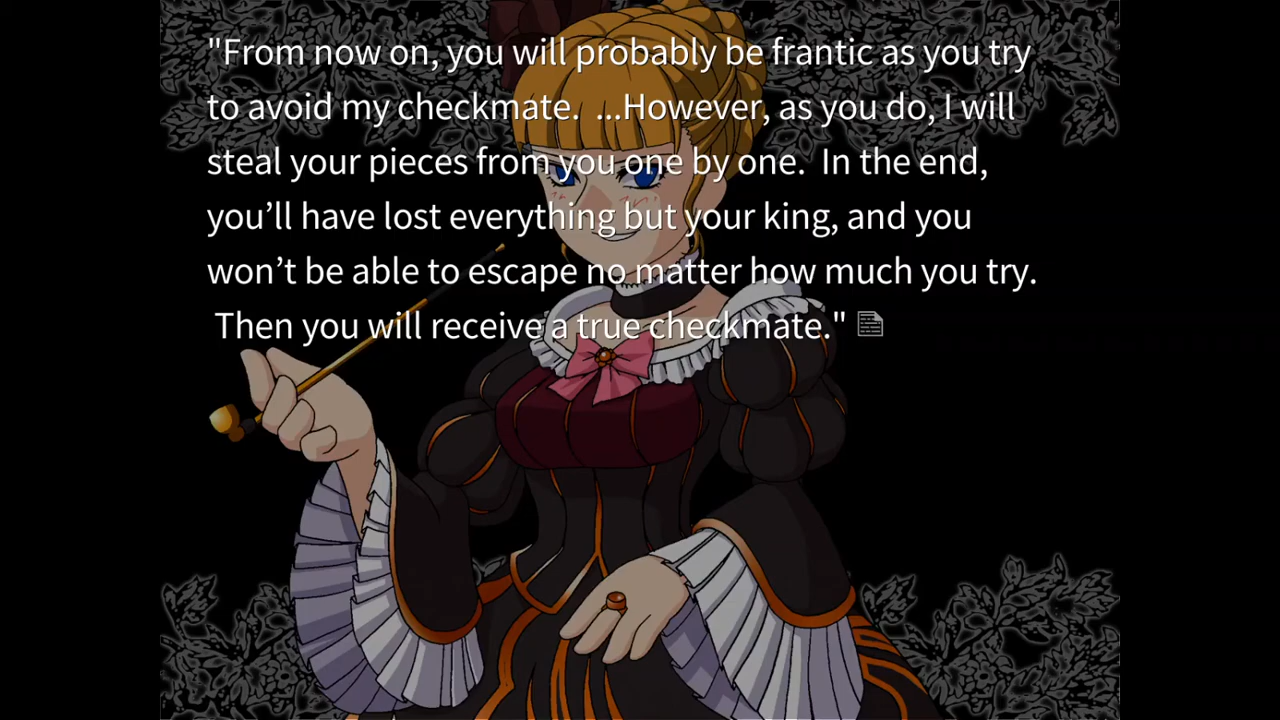 "From now on, you will probably be frantic as you try
to avoid my checkmate.  ...However, as you do, I will
steal your pieces from you one by one.  In the end,
you’ll have lost everything but your king, and you
won’t be able to escape no matter how much you try.
Then you will receive a true checkmate."